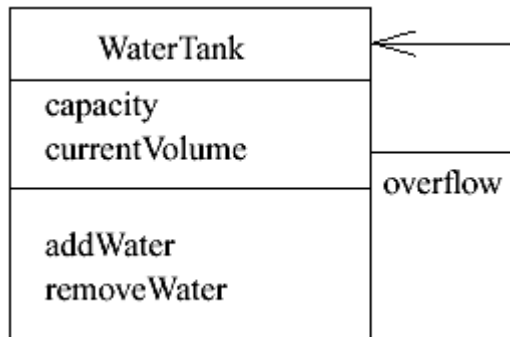 WaterTank
capacity
currentVolume
overflow
addWater
removeWater